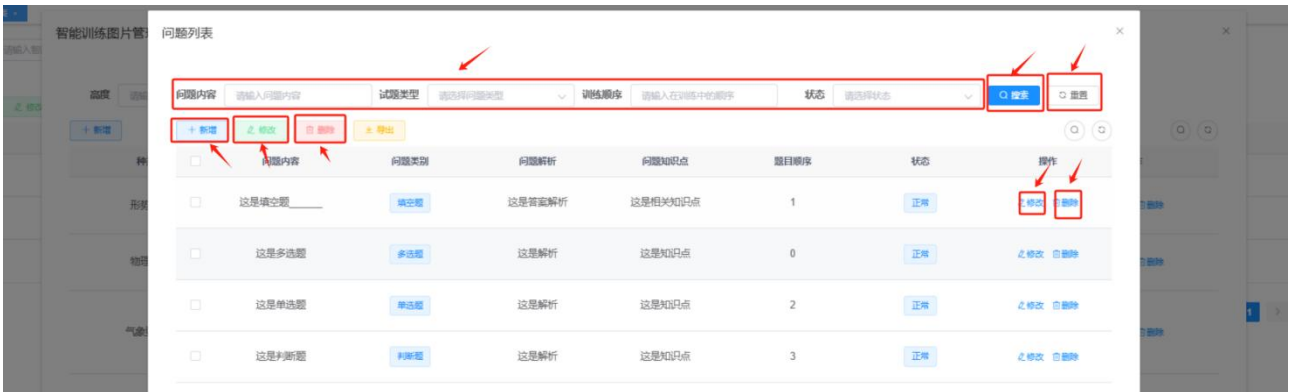 智能训练图片管
问题列表
高度
问题内容 请输入问题内容 试题类型 请选择问题类型 训练顺序 请输入在训练中的顺序 状态 请选择状态 搜索 重置
修改
+ 新增
+ 新增 修改 删除 导出
种
问题内容 问题类别 问题解析 问题知识点 题目顺序 状态 操作
形势
这是填空题______ 填空题 这是答案解析 这是相关知识点 1 正常 修改 删除
删除
物理
这是多选题 多选题 这是解析 这是知识点 0 正常 修改 删除
删除
气象
这是单选题 单选题 这是解析 这是知识点 2 正常 修改 删除
1
删除
这是判断题 判断题 这是解析 这是知识点 3 正常 修改 删除